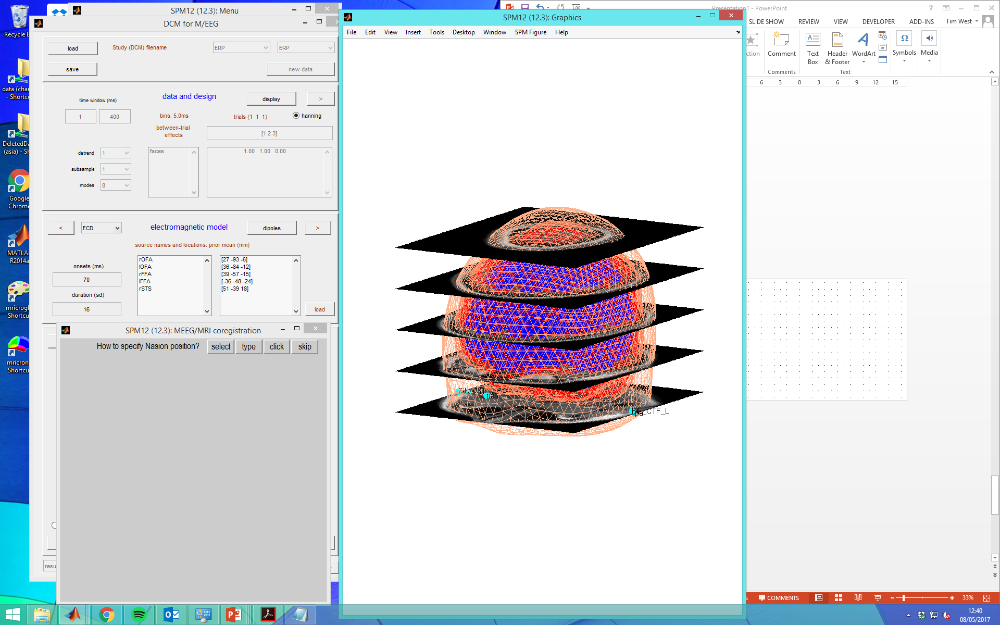 Recycle B
data (char
- Shortcu
DeletedDa
(asia) - Sh
Google
Chrome
MATLA
R2014a
mricrogl
Shortcu
mricron
Shortcu
SPM12 (12.3): Menu
DCM for M/EEG
load
Study (DCM) filename
ERP
ERP
save
new data
time window (ms)
data and design
display
>
1
400
bins: 5.0ms
trials (1 1 1)
hanning
between-trial
effects
[1 2 3]
detrend
1
faces
1.00 1.00 0.00
subsample
1
modes
8
<
ECD
electromagnetic model
dipoles
>
source names and locations: prior mean (mm)
onsets (ms)
70
duration (sd)
16
rOFA
lOFA
rFFA
lFFA
rSTS
[27 -93 -6]
[36 -84 -12]
[39 -57 -15]
[-36 -48 -24]
[51 -39 18]
load
SPM12 (12.3): MEEG/MRI coregistration
How to specify Nasion position?
select
type
click
skip
resu
SPM12 (12.3): Graphics
File Edit View Insert Tools Desktop Window SPM Figure Help
nas
_CTF_L
Presentation1 - PowerPoint
SLIDE SHOW REVIEW VIEW DEVELOPER ADD-INS Tim West
ction
Comment
Text
Box
Header
& Footer
WordArt
Symbols
Media
Comments
Text
6 3 0 3 6 9 12 15
COMMENTS
33%
12:40
08/05/2017